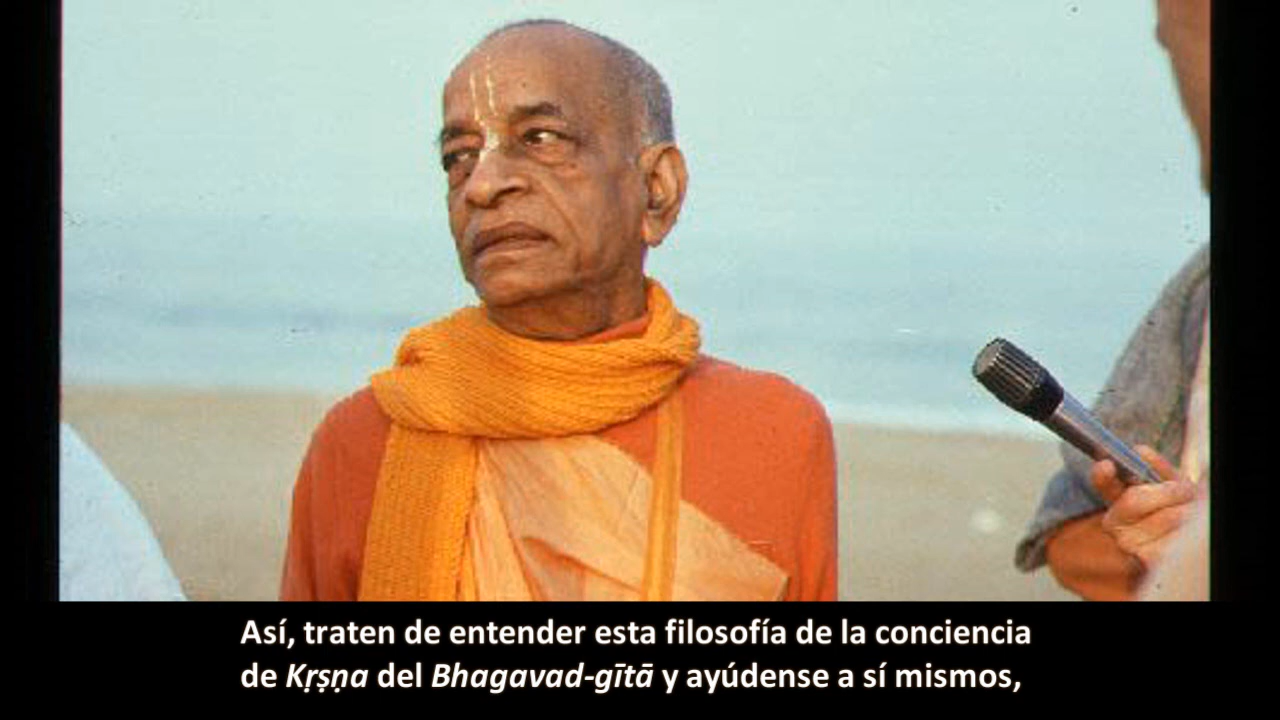 Así, traten de entender esta filosofía de la conciencia
de Kṛṣṇa del Bhagavad-gītā y ayúdense a sí mismos,